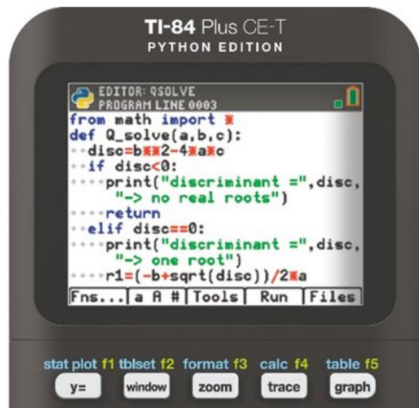 TI-84 Plus CE-T
PYTHON EDITION
EDITOR: QSOLVE
PROGRAM LINE 0003
from math import *
def Q_solve(a,b,c):
··disc=b**2-4*a*c
··if disc<0:
····print("discriminant =",disc,
"-> no real roots")
····return
··elif disc==0:
····print("discriminant =",disc,
"-> one root")
····r1=(-b+sqrt(disc))/2*a
Fns... a A # Tools Run Files
stat plot f1 tblset f2 format f3 calc f4 table f5
y= window zoom trace graph